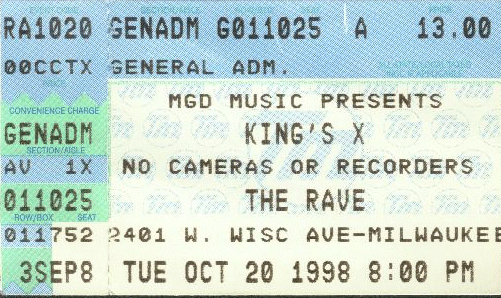 RA1020 GENADM G011025 A 13.00
00CCTX GENERAL ADM.
CONVENIENCE CHARGE
MGD MUSIC PRESENTS
GENADM KING'S X
SECTION/AISLE
AV 1X NO CAMERAS OR RECORDERS
011025 THE RAVE
ROW/BOX SEAT
011752 2401 W. WISC AVE-MILWAUKEE
3SEP8 TUE OCT 20 1998 8:00 PM